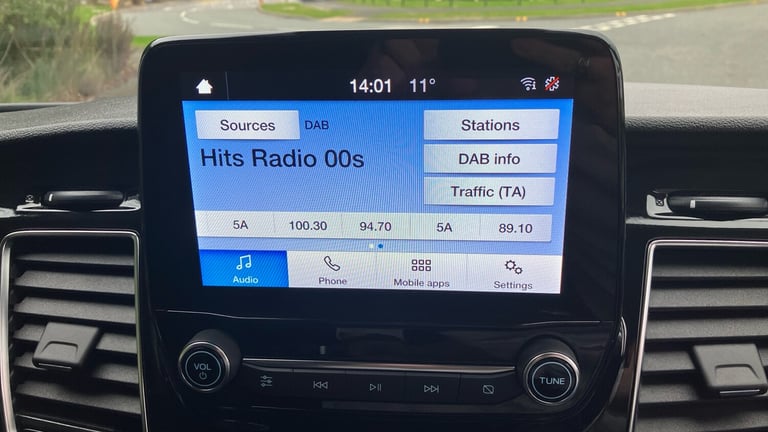 14:01 11°
Sources DAB
Stations
Hits Radio 00s
DAB info
Traffic (TA)
5A 100.30 94.70 5A 89.10
Audio Phone Mobile apps Settings
VOL TUNE